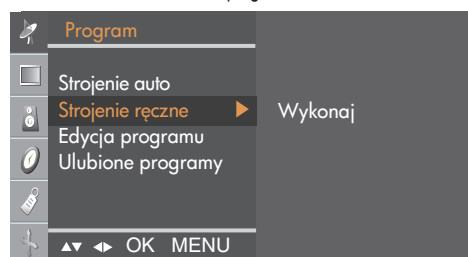 Program
Strojenie auto
Strojenie ręczne Wykonaj
Edycja programu
Ulubione programy
OK MENU